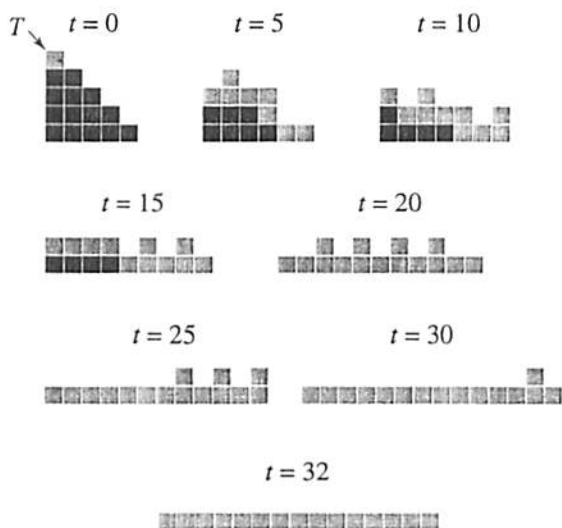 T t = 0 t = 5 t = 10
t = 15 t = 20
t = 25 t = 30
t = 32